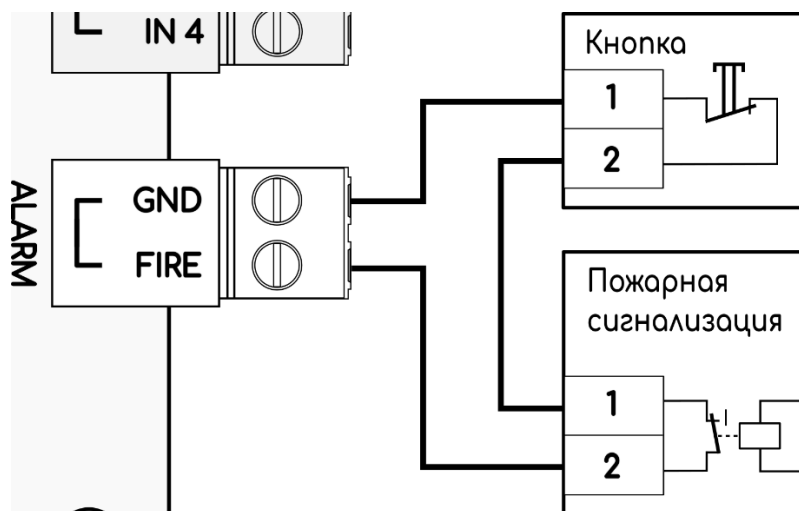 IN 4
Кнопка
1
2
ALARM
GND
FIRE
Пожарная
сигнализация
1
2